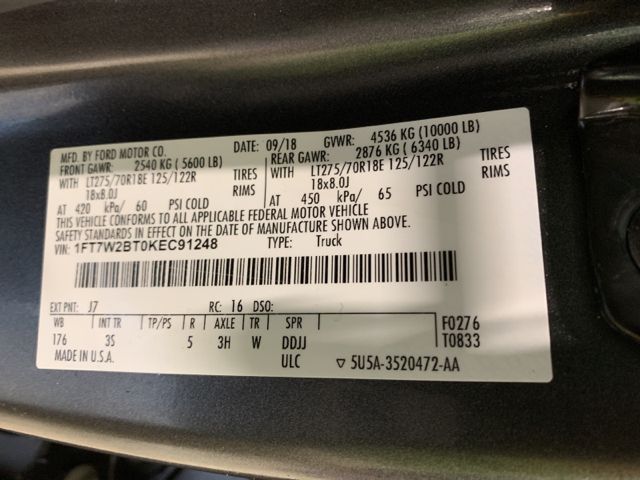 MFD. BY FORD MOTOR CO.
DATE: 09/18 GVWR: 4536 KG (10000 LB)
FRONT GAWR: 2540 KG (5600 LB) REAR GAWR: 2876 KG (6340 LB)
WITH LT275/70R18E 125/122R TIRES WITH LT275/70R18E 125/122R TIRES
18x8.0J RIMS 18x8.0J RIMS
AT 420 kPa/ 60 PSI COLD AT 450 kPa/ 65 PSI COLD
THIS VEHICLE CONFORMS TO ALL APPLICABLE FEDERAL MOTOR VEHICLE
SAFETY STANDARDS IN EFFECT ON THE DATE OF MANUFACTURE SHOWN ABOVE.
VIN: 1FT7W2BT0KEC91248 TYPE: Truck
EXT PNT: J7 RC: 16 DSO:
WB INT TR TP/PS R AXLE TR SPR F0276
176 3S 5 3H W DDJJ T0833
MADE IN U.S.A. ULC ▽ 5U5A-3520472-AA